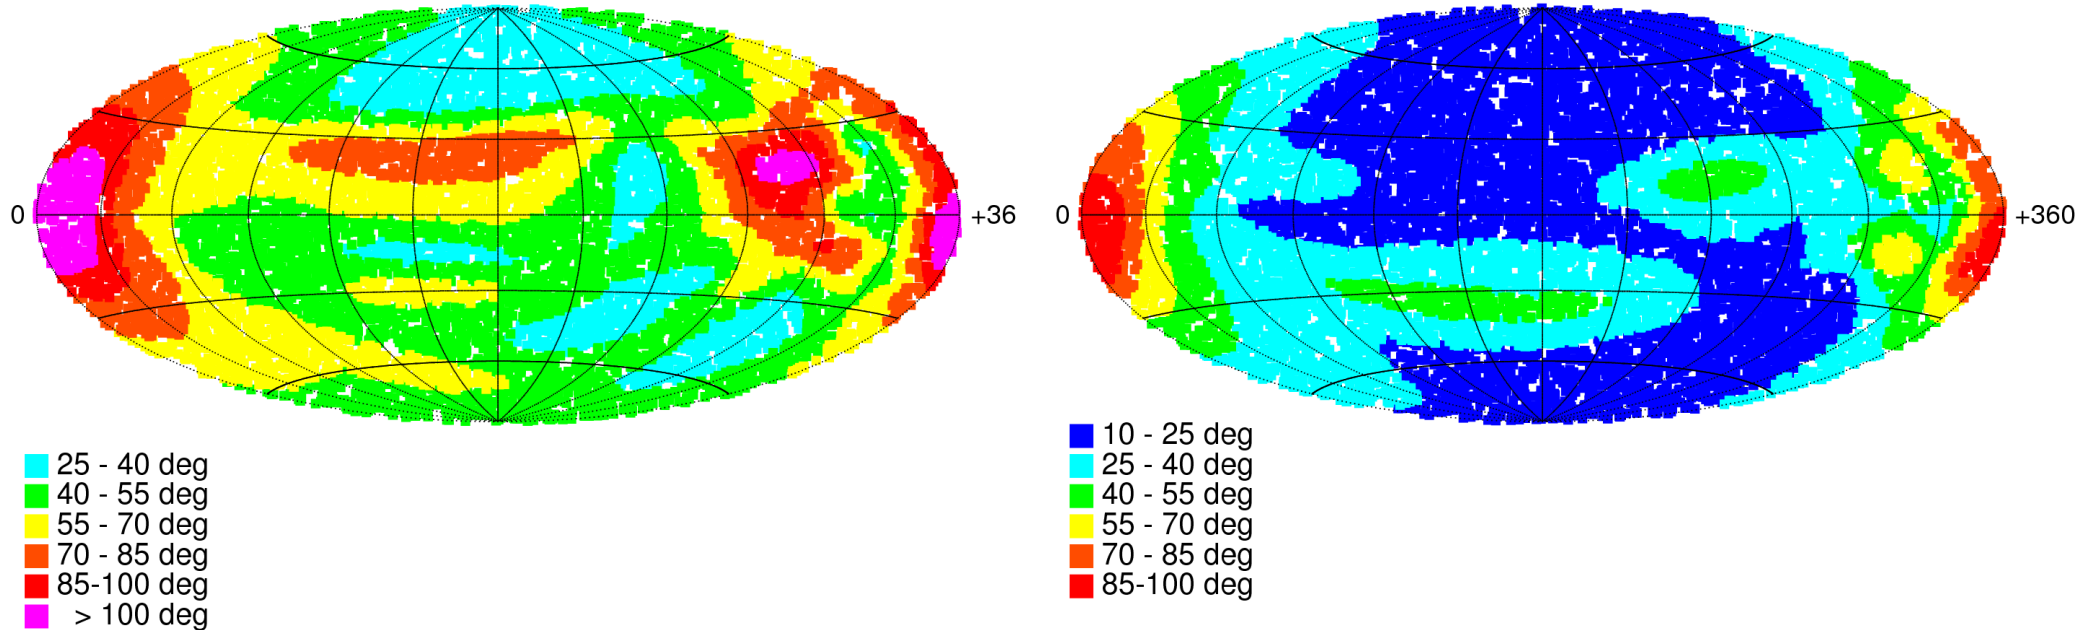 0
+36
0
+360
25 - 40 deg
40 - 55 deg
55 - 70 deg
70 - 85 deg
85-100 deg
> 100 deg
10 - 25 deg
25 - 40 deg
40 - 55 deg
55 - 70 deg
70 - 85 deg
85-100 deg